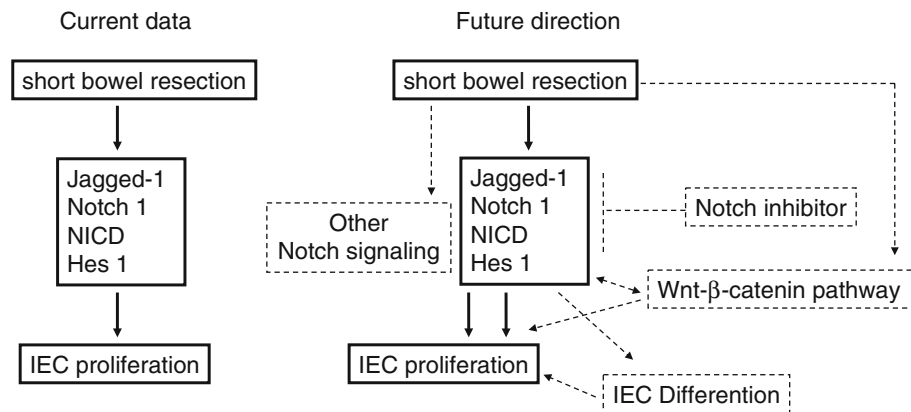 Current data
short bowel resection
Jagged-1
Notch 1
NICD
Hes 1
IEC proliferation
Future direction
short bowel resection
Other
Notch signaling
Jagged-1
Notch 1
NICD
Hes 1
Notch inhibitor
Wnt-β-catenin pathway
IEC proliferation
IEC Differention